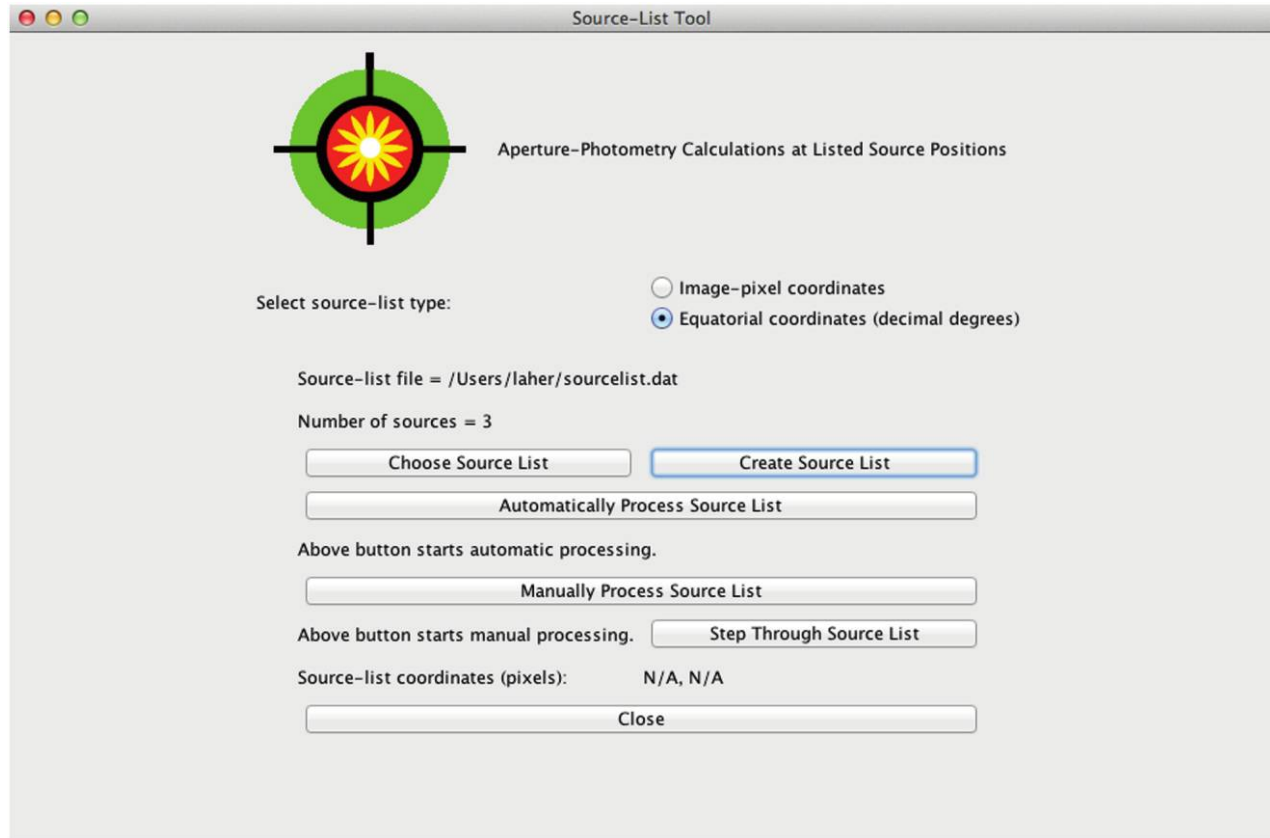 Source-List Tool
Aperture-Photometry Calculations at Listed Source Positions
Select source-list type:
Image-pixel coordinates
Equatorial coordinates (decimal degrees)
Source-list file = /Users/laher/sourcelist.dat
Number of sources = 3
Choose Source List Create Source List
Automatically Process Source List
Above button starts automatic processing.
Manually Process Source List
Above button starts manual processing. Step Through Source List
Source-list coordinates (pixels): N/A, N/A
Close